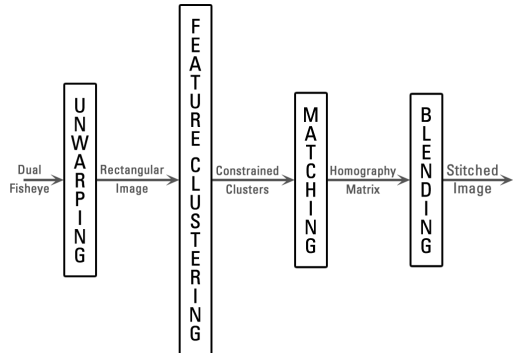 Dual
Fisheye
UNWARPING
Rectangular
Image
FEATURE CLUSTERING
Constrained
Clusters
MATCHING
Homography
Matrix
BLENDING
Stitched
Image